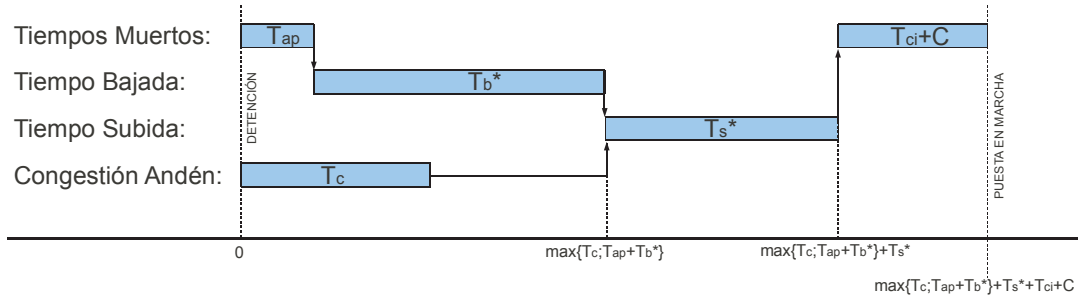 Tiempos Muertos:
Tap
Tci+C
Tiempo Bajada:
Tb*
Tiempo Subida:
Ts*
Congestión Andén:
Tc
DETENCIÓN
PUESTA EN MARCHA
0
max{Tc;Tap+Tb*}
max{Tc;Tap+Tb*}+Ts*
max{Tc;Tap+Tb*}+Ts*+Tci+C